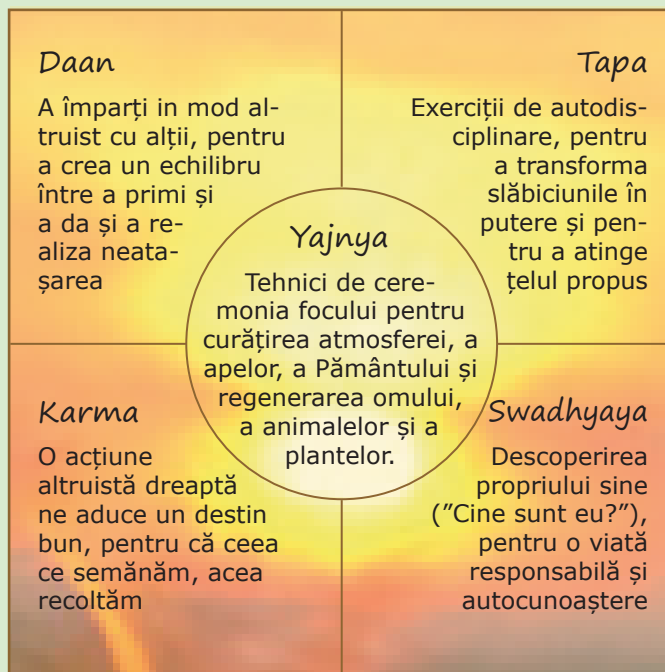 Daan
A împarți in mod al-
truist cu alții, pentru
a crea un echilibru
între a primi și
a da și a re-
aliza neata-
șarea
Tapa
Exerciții de autodis-
ciplinare, pentru
a transforma
slăbiciunile în
putere și pen-
tru a atinge
țelul propus
Yajnya
Tehnici de cere-
monia focului pentru
curățirea atmosferei, a
apelor, a Pământului și
regenerarea omului,
a animalelor și a
plantelor.
Karma
O acțiune
altruistă dreaptă
ne aduce un destin
bun, pentru că ceea
ce semănăm, acea
recoltăm
Swadhyaya
Descoperirea
propriului sine
(”Cine sunt eu?”),
pentru o viată
responsabilă și
autocunoaștere